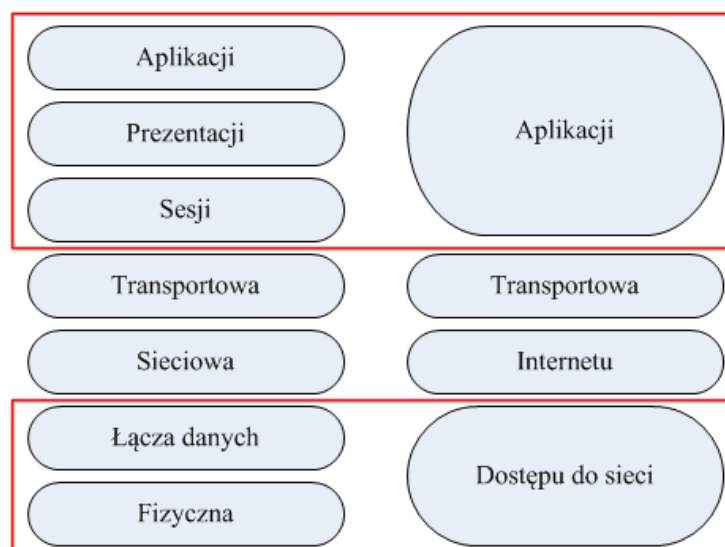 Aplikacji
Prezentacji
Sesji
Transportowa
Sieciowa
Łącza danych
Fizyczna
Aplikacji
Transportowa
Internetu
Dostępu do sieci